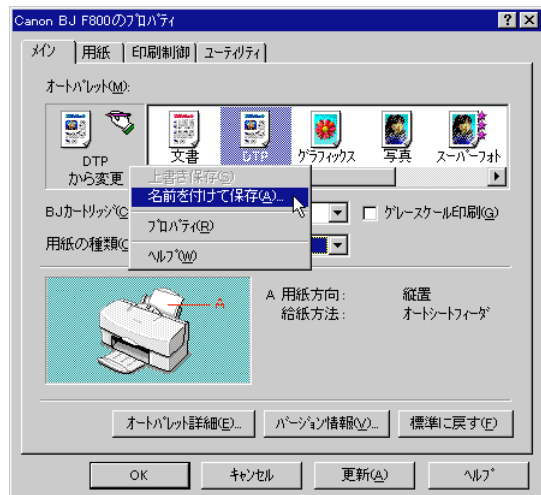 Canon BJ F800のﾌﾟﾛﾊﾟﾃｨ
ﾒｲﾝ 用紙 印刷制御 ﾕｰﾃｨﾘﾃｨ
ｵｰﾄﾊﾟﾚｯﾄ(M):
DTP
から変更
文書 DTP ｸﾞﾗﾌｨｯｸｽ 写真 ｽｰﾊﾟｰﾌｫﾄ
上書き保存(S)
名前を付けて保存(A)...
ﾌﾟﾛﾊﾟﾃｨ(R)
ﾍﾙﾌﾟ(W)
BJｶｰﾄﾘｯｼﾞ(C ｸﾞﾚｰｽｹｰﾙ印刷(G)
用紙の種類(
A 用紙方向: 縦置
給紙方法: ｵｰﾄｼｰﾄﾌｨｰﾀﾞ
A
ｵｰﾄﾊﾟﾚｯﾄ詳細(E)... ﾊﾞｰｼﾞｮﾝ情報(V)... 標準に戻す(F)
OK ｷｬﾝｾﾙ 更新(A) ﾍﾙﾌﾟ